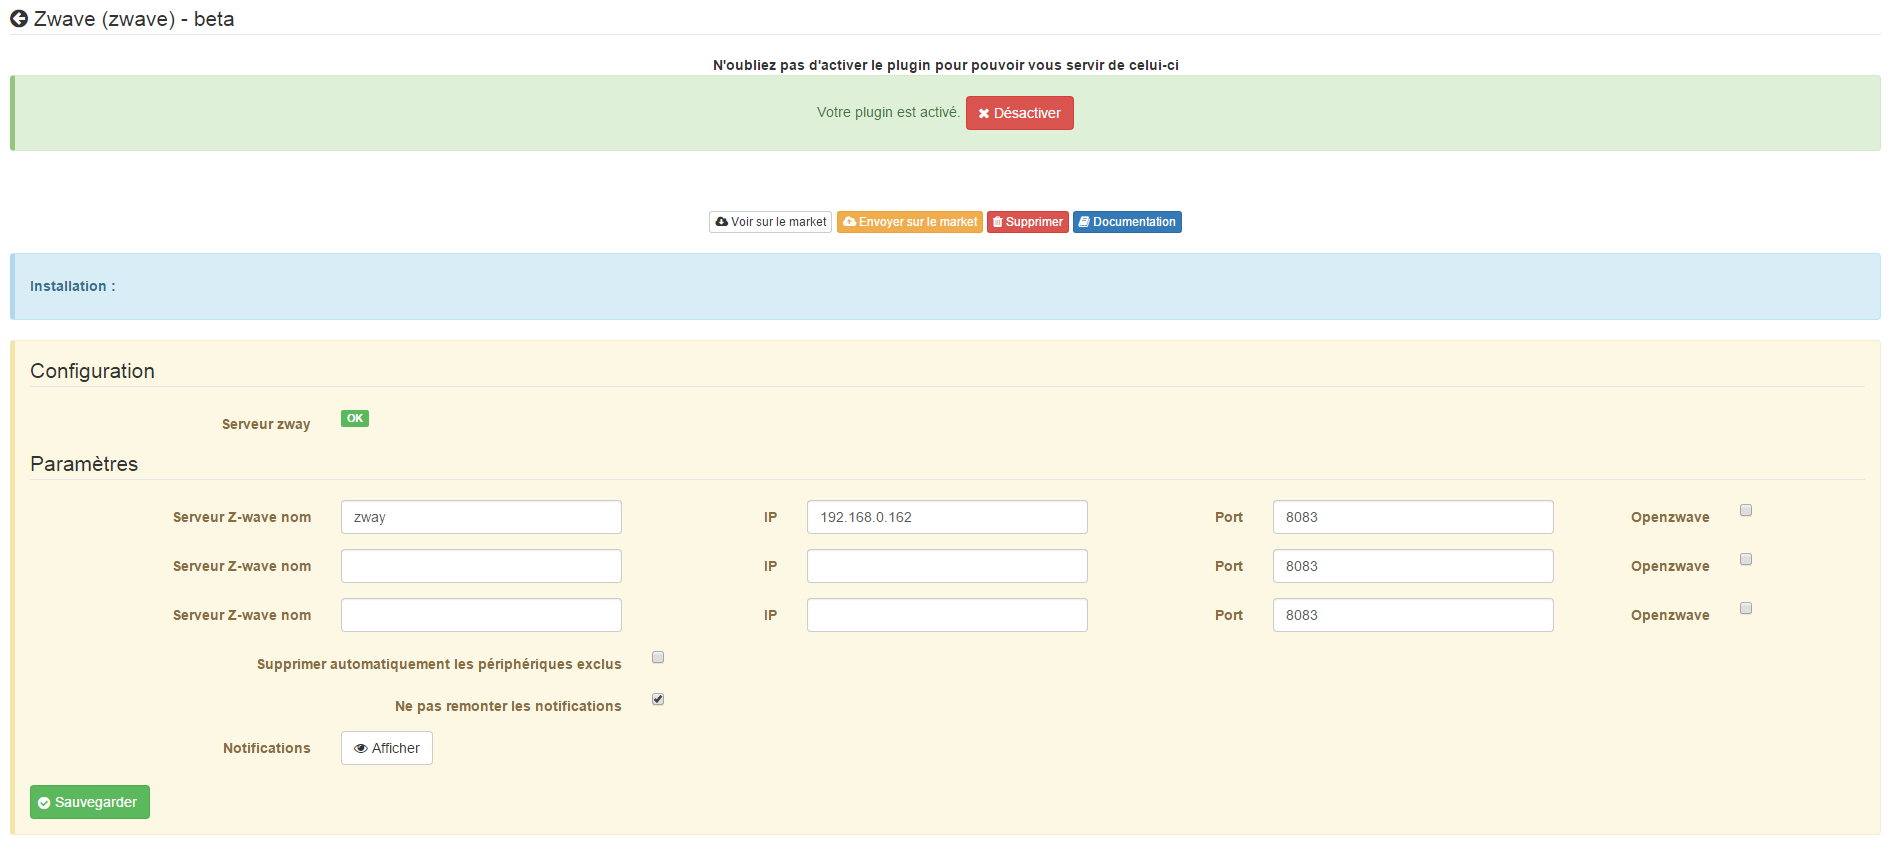 Zwave (zwave) - beta
N'oubliez pas d'activer le plugin pour pouvoir vous servir de celui-ci
Votre plugin est activé. Désactiver
Voir sur le market Envoyer sur le market Supprimer Documentation
Installation :
Configuration
Serveur zway OK
Paramètres
Serveur Z-wave nom zway IP 192.168.0.162 Port 8083 Openzwave
Serveur Z-wave nom IP Port 8083 Openzwave
Serveur Z-wave nom IP Port 8083 Openzwave
Supprimer automatiquement les périphériques exclus
Ne pas remonter les notifications
Notifications Afficher
Sauvegarder